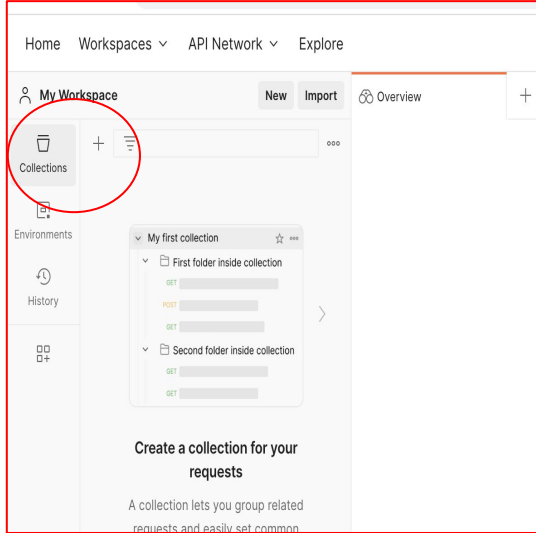 Home Workspaces API Network Explore
My Workspace New Import Overview
Collections
Environments
History
My first collection
First folder inside collection
GET
POST
GET
Second folder inside collection
GET
GET
Create a collection for your
requests
A collection lets you group related
requests and easily set common